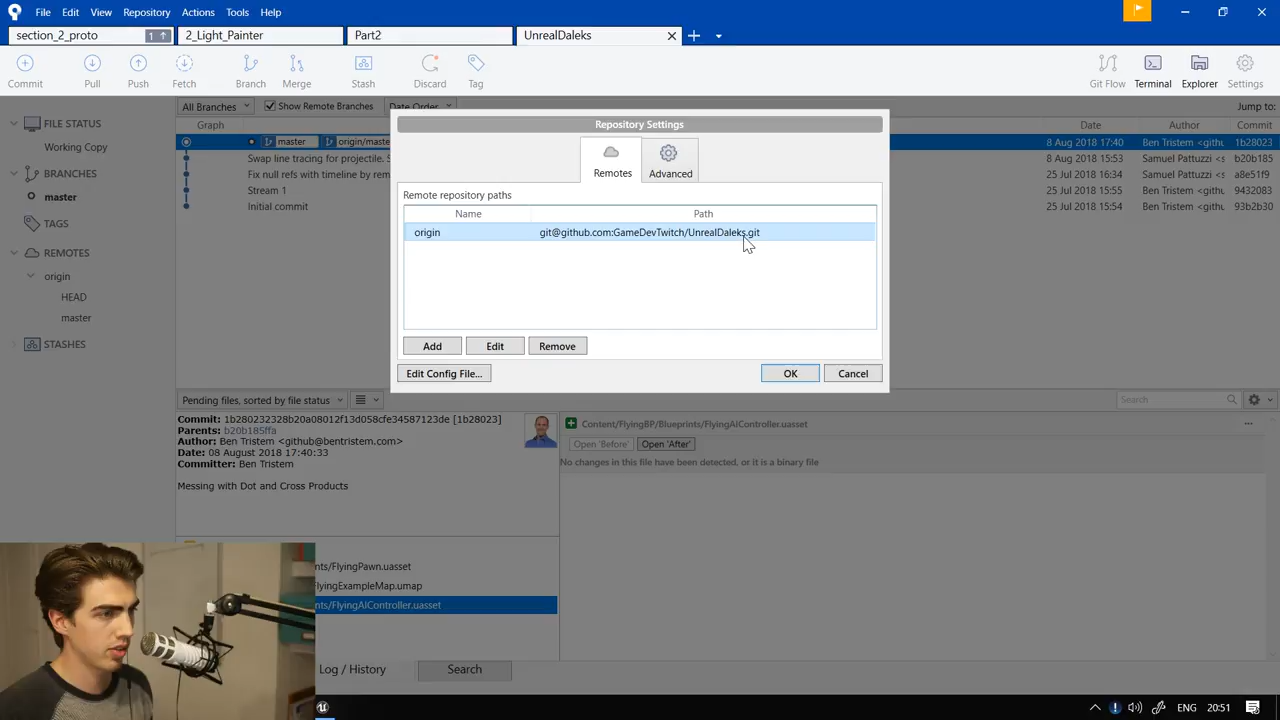 File Edit View Repository Actions Tools Help
section_2_proto 1 2_Light_Painter Part2 UnrealDaleks
Commit Pull Push Fetch Branch Merge Stash Discard Tag Git Flow Terminal Explorer Settings
All Branches Show Remote Branches Date Order Jump to:
Graph Date Author Commit
master origin/maste 8 Aug 2018 17:40 Ben Tristem <githu 1b28023
Swap line tracing for projectile. S 8 Aug 2018 15:53 Samuel Pattuzzi <s b20b185
Fix null refs with timeline by rem 25 Jul 2018 16:34 Samuel Pattuzzi <s a8e51f9
Stream 1 25 Jul 2018 15:55 Ben Tristem <githu 9432083
Initial commit 25 Jul 2018 15:54 Ben Tristem <githu 93b2b30
FILE STATUS
Working Copy
BRANCHES
master
TAGS
REMOTES
origin
HEAD
master
STASHES
Repository Settings
Remotes Advanced
Remote repository paths
Name Path
origin git@github.com:GameDevTwitch/UnrealDaleks.git
Add Edit Remove
Edit Config File... OK Cancel
Pending files, sorted by file status Search
Commit: 1b280232328b20a08012f13d058cfe34587123de [1b28023]
Parents: b20b185ffa
Author: Ben Tristem <github@bentristem.com>
Date: 08 August 2018 17:40:33
Committer: Ben Tristem
Messing with Dot and Cross Products
Content/FlyingBP/Blueprints/FlyingAIController.uasset
Open 'Before' Open 'After'
No changes in this file have been detected, or it is a binary file
nts/FlyingPawn.uasset
FlyingExampleMap.umap
nts/FlyingAIController.uasset
Log / History Search
ENG 20:51